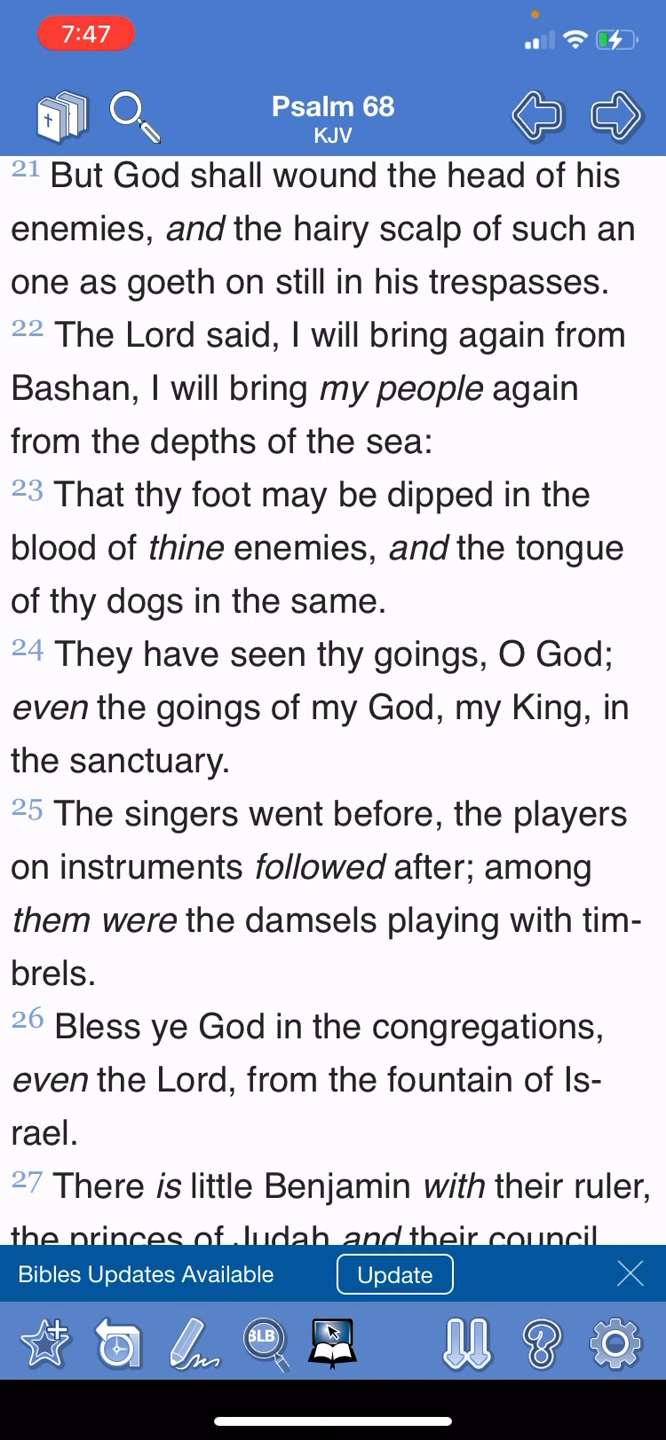 7:47
Psalm 68
KJV
21 But God shall wound the head of his
enemies, and the hairy scalp of such an
one as goeth on still in his trespasses.
22 The Lord said, I will bring again from
Bashan, I will bring my people again
from the depths of the sea:
23 That thy foot may be dipped in the
blood of thine enemies, and the tongue
of thy dogs in the same.
24 They have seen thy goings, O God;
even the goings of my God, my King, in
the sanctuary.
25 The singers went before, the players
on instruments followed after; among
them were the damsels playing with tim-
brels.
26 Bless ye God in the congregations,
even the Lord, from the fountain of Is-
rael.
27 There is little Benjamin with their ruler,
the princes of Judah and their council
Bibles Updates Available
Update
BLB